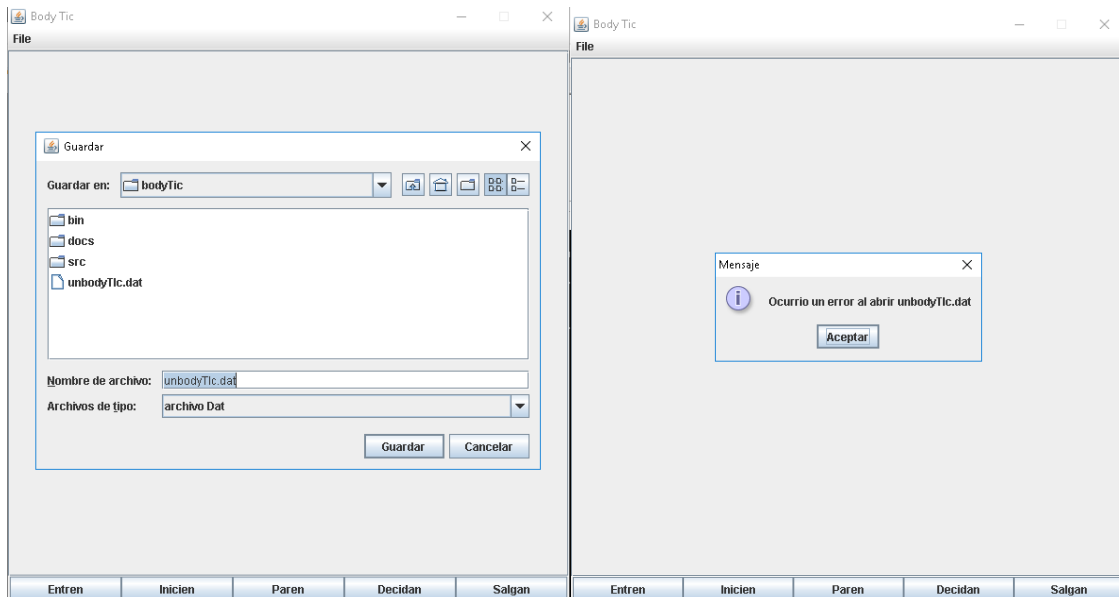 Body Tic
File
Guardar
Guardar en: bodyTic
bin
docs
src
unbodyTIc.dat
Nombre de archivo: unbodyTIc.dat
Archivos de tipo: archivo Dat
Guardar Cancelar
Entren Inicien Paren Decidan Salgan
Body Tic
File
Mensaje
Ocurrio un error al abrir unbodyTIc.dat
Aceptar
Entren Inicien Paren Decidan Salgan